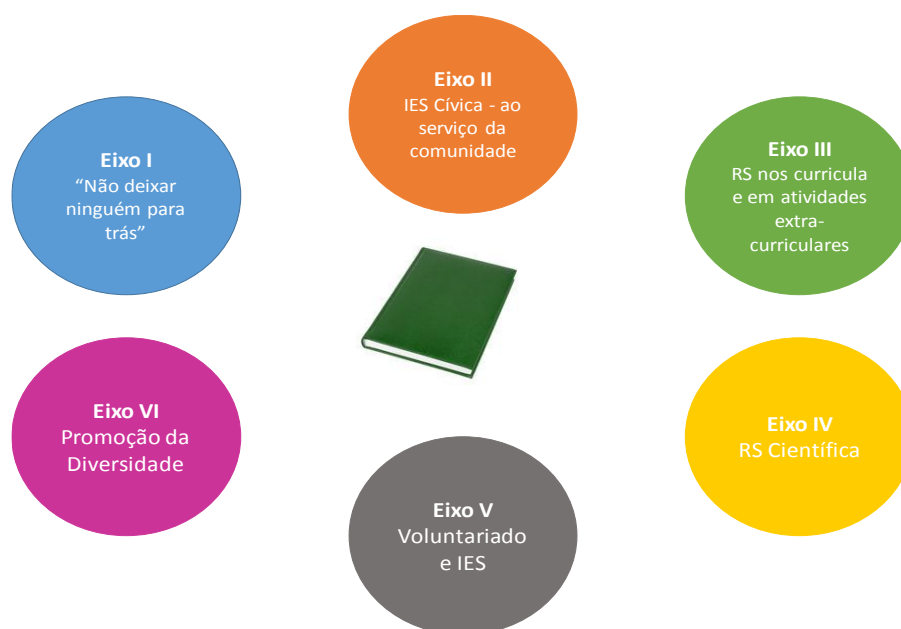 Eixo I
“Não deixar
ninguém para
trás”
Eixo II
IES Cívica - ao
serviço da
comunidade
Eixo III
RS nos curricula
e em atividades
extra-
curriculares
Eixo IV
RS Científica
Eixo V
Voluntariado
e IES
Eixo VI
Promoção da
Diversidade